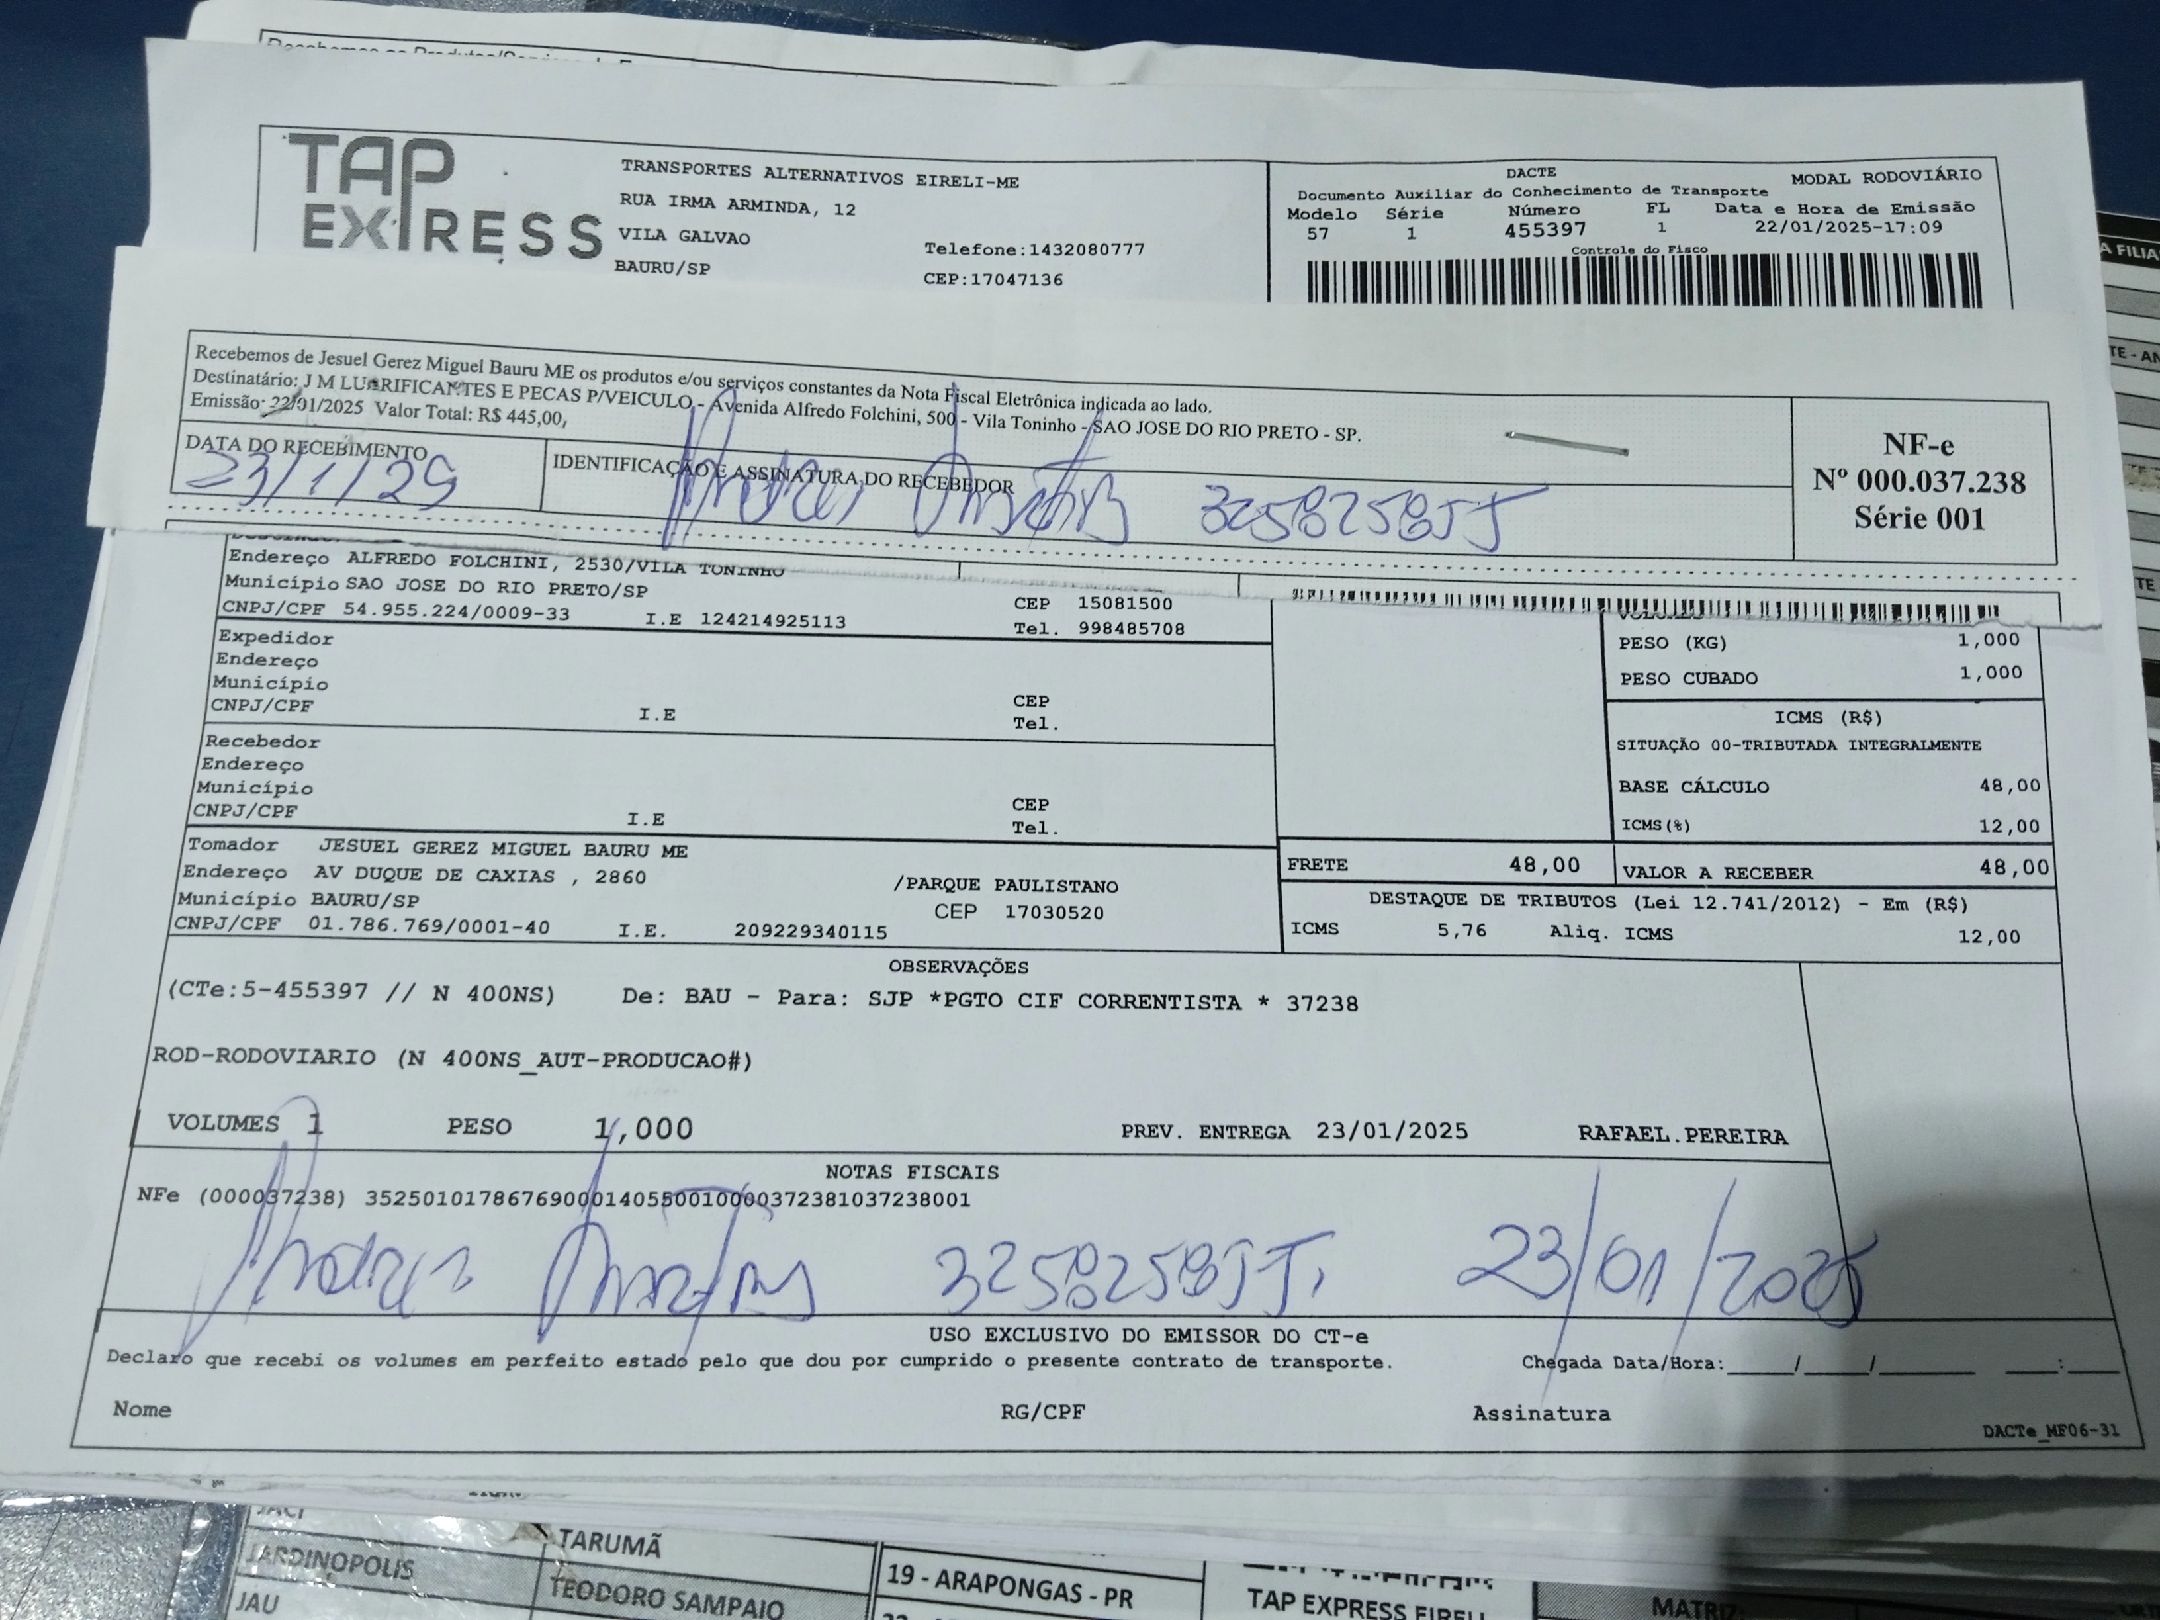 TAP EXPRESS
TRANSPORTES ALTERNATIVOS EIRELI-ME
RUA IRMA ARMINDA, 12
VILA GALVAO
BAURU/SP
Telefone:1432080777
CEP:17047136
DACTE
MODAL RODOVIÁRIO
Documento Auxiliar do Conhecimento de Transporte
Modelo Série Número FL Data e Hora de Emissão
57 1 455397 1 22/01/2025-17:09
Controle do Fisco
Recebemos de Jesuel Gerez Miguel Bauru ME os produtos e/ou serviços constantes da Nota Fiscal Eletrônica indicada ao lado.
Destinatário: J M LUBRIFICANTES E PECAS P/VEICULO - Avenida Alfredo Folchini, 500 - Vila Toninho - SAO JOSE DO RIO PRETO - SP.
Emissão: 22/01/2025 Valor Total: R$ 445,00,
DATA DO RECEBIMENTO
23/1/25
IDENTIFICAÇÃO E ASSINATURA DO RECEBEDOR
NF-e
Nº 000.037.238
Série 001
Endereço ALFREDO FOLCHINI, 2530/VILA TONINHO
Município SAO JOSE DO RIO PRETO/SP
CEP 15081500
CNPJ/CPF 54.955.224/0009-33 I.E 124214925113
Tel. 998485708
Expedidor
Endereço
Município
CEP
CNPJ/CPF I.E
Tel.
Recebedor
Endereço
Município
CEP
CNPJ/CPF I.E
Tel.
Tomador JESUEL GEREZ MIGUEL BAURU ME
Endereço AV DUQUE DE CAXIAS , 2860 /PARQUE PAULISTANO
Município BAURU/SP CEP 17030520
CNPJ/CPF 01.786.769/0001-40 I.E. 209229340115
PESO (KG) 1,000
PESO CUBADO 1,000
ICMS (R$)
SITUAÇÃO 00-TRIBUTADA INTEGRALMENTE
BASE CÁLCULO 48,00
ICMS(%) 12,00
FRETE 48,00 VALOR A RECEBER 48,00
DESTAQUE DE TRIBUTOS (Lei 12.741/2012) - Em (R$)
ICMS 5,76 Aliq. ICMS 12,00
OBSERVAÇÕES
(CTe:5-455397 // N 400NS) De: BAU - Para: SJP *PGTO CIF CORRENTISTA * 37238
ROD-RODOVIARIO (N 400NS_AUT-PRODUCAO#)
VOLUMES 1 PESO 1,000 PREV. ENTREGA 23/01/2025 RAFAEL.PEREIRA
NOTAS FISCAIS
NFe (000037238) 35250101786769000140550010000372381037238001
23/01/2025
USO EXCLUSIVO DO EMISSOR DO CT-e
Declaro que recebi os volumes em perfeito estado pelo que dou por cumprido o presente contrato de transporte.
Chegada Data/Hora:____/____/______ __:__
Nome RG/CPF Assinatura
DACTe_MF06-31
JACI
JARDINOPOLIS
JAU
TARUMÃ
TEODORO SAMPAIO
19 - ARAPONGAS - PR
TAP EXPRESS EIRELI
MATRIZ